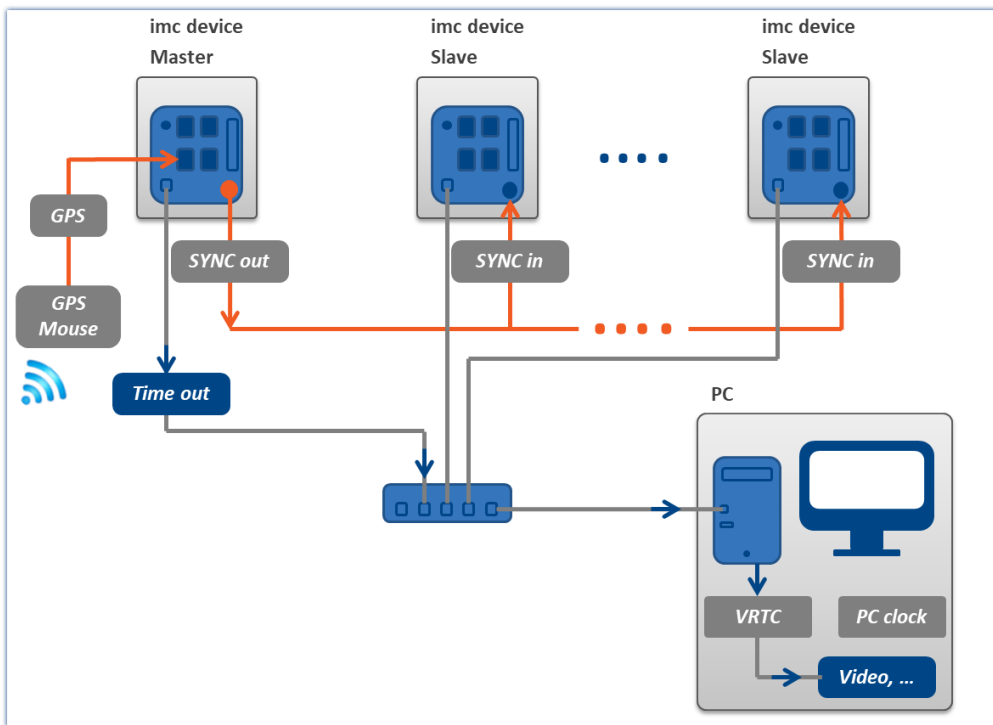 imc device
Master
imc device
Slave
imc device
Slave
GPS
SYNC out
SYNC in
SYNC in
GPS
Mouse
Time out
PC
VRTC
PC clock
Video, ...